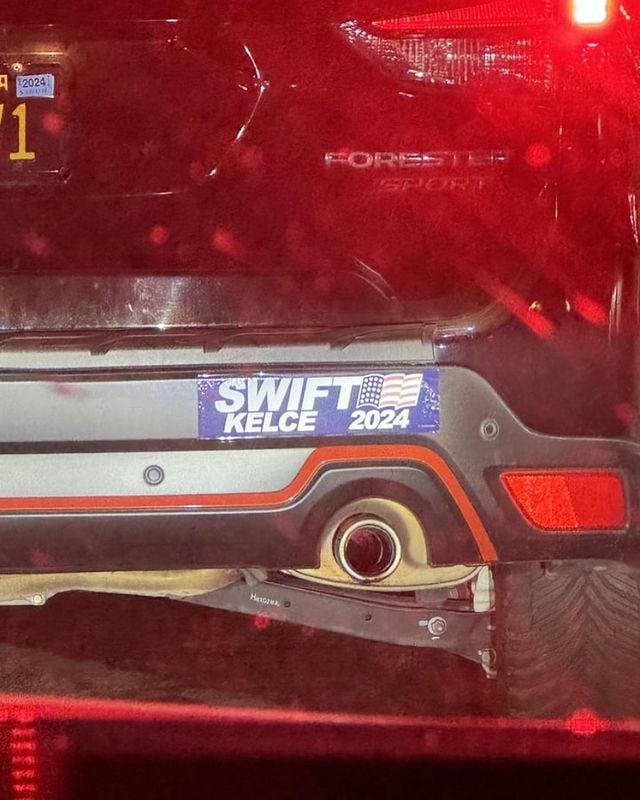 2024
71
FORESTER
SPORT
SWIFT
KELCE 2024